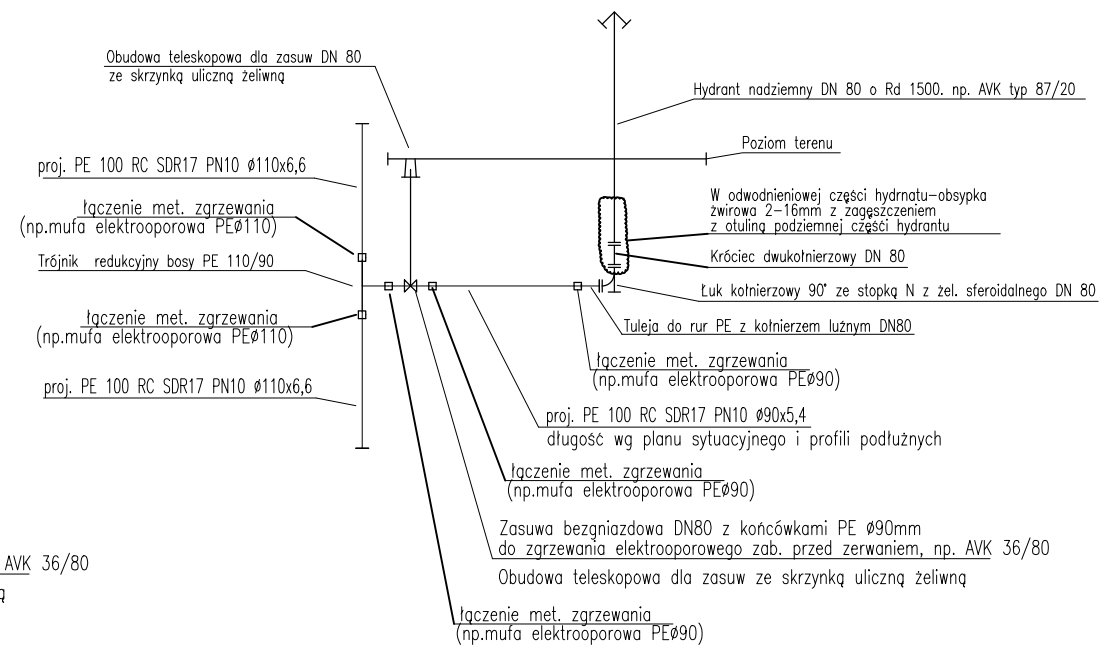 Obudowa teleskopowa dla zasuw DN 80
ze skrzynką uliczną żeliwną
Hydrant nadziemny DN 80 o Rd 1500. np. AVK typ 87/20
Poziom terenu
proj. PE 100 RC SDR17 PN10 Ø110x6,6
łączenie met. zgrzewania
(np.mufa elektrooporowa PEØ110)
Trójnik redukcyjny bosy PE 110/90
łączenie met. zgrzewania
(np.mufa elektrooporowa PEØ110)
proj. PE 100 RC SDR17 PN10 Ø110x6,6
W odwodnieniowej części hydrnatu-obsypka
żwirowa 2-16mm z zagęszczeniem
z otuliną podziemnej części hydrantu
Króciec dwukołnierzowy DN 80
Łuk kołnierzowy 90° ze stopką N z żel. sferoidalnego DN 80
Tuleja do rur PE z kołnierzem luźnym DN80
łączenie met. zgrzewania
(np.mufa elektrooporowa PEØ90)
proj. PE 100 RC SDR17 PN10 Ø90x5,4
długość wg planu sytuacyjnego i profili podłużnych
łączenie met. zgrzewania
(np.mufa elektrooporowa PEØ90)
Zasuwa bezgniazdowa DN80 z końcówkami PE Ø90mm
do zgrzewania elektrooporowego zab. przed zerwaniem, np. AVK 36/80
Obudowa teleskopowa dla zasuw ze skrzynką uliczną żeliwną
łączenie met. zgrzewania
(np.mufa elektrooporowa PEØ90)
AVK 36/80
ą